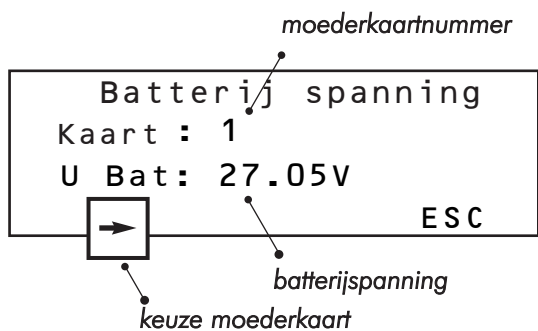 moederkaartnummer
Batterij spanning
Kaart : 1
U Bat: 27.05V
ESC
batterijspanning
keuze moederkaart